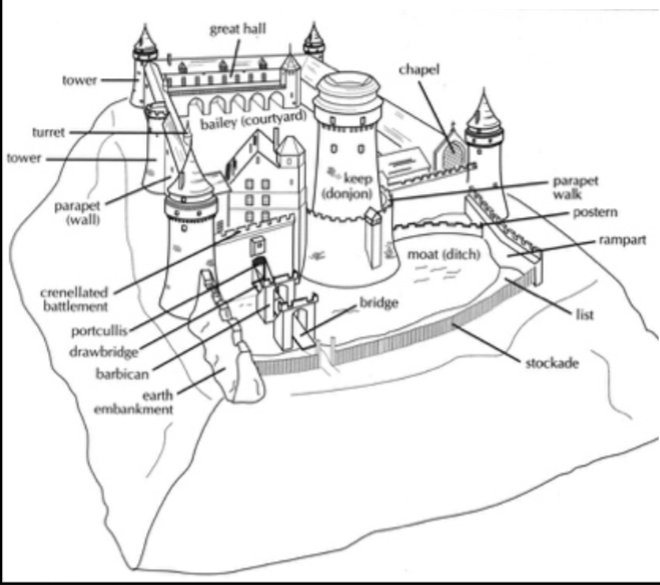 great hall
tower
chapel
bailey (courtyard)
turret
tower
keep
(donjon)
parapet
walk
parapet
(wall)
postern
rampart
moat (ditch)
crenellated
battlement
bridge
list
portcullis
drawbridge
barbican
stockade
earth
embankment